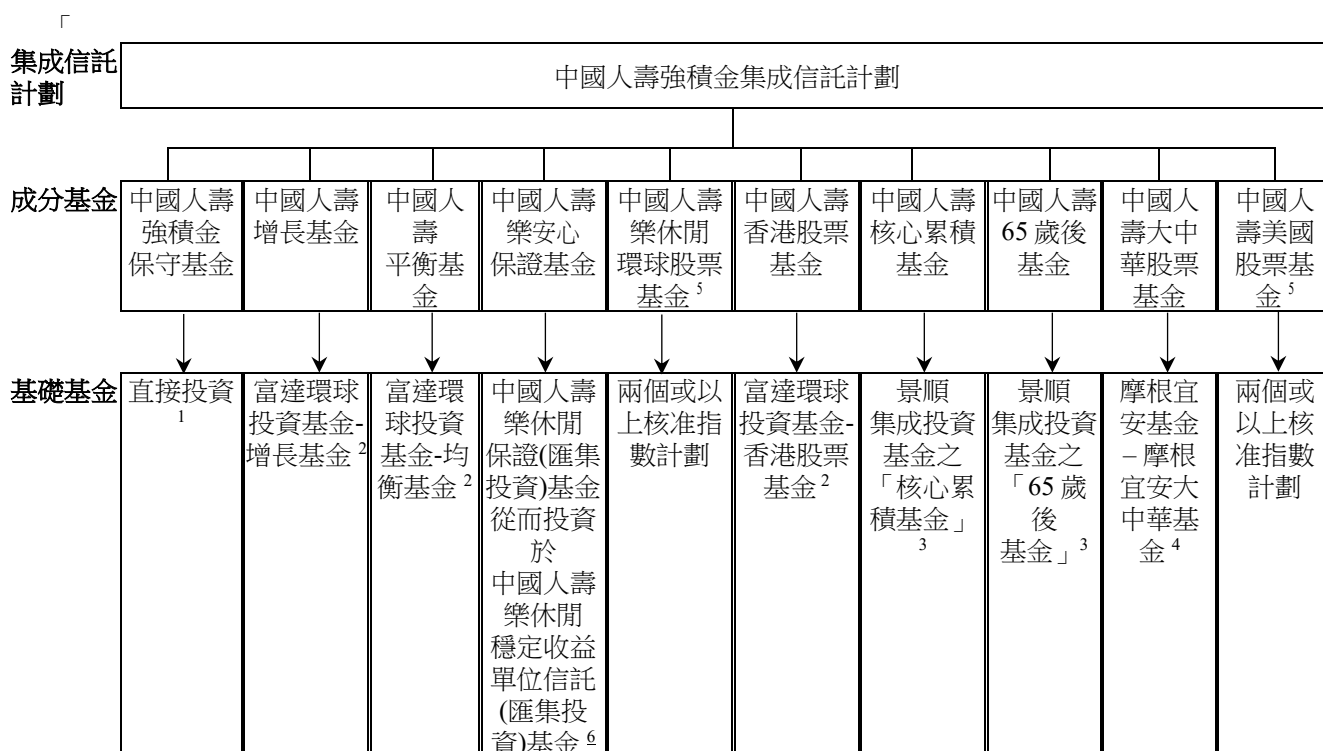 「
集成信託
計劃
中國人壽強積金集成信託計劃
成分基金
中國人壽
強積金
保守基金
中國人壽
增長基金
中國人
壽
平衡基
金
中國人壽
樂安心
保證基金
中國人壽
樂休閒
環球股票
基金 5
中國人壽
香港股票
基金
中國人壽
核心累積
基金
中國人壽
65 歲後
基金
中國人
壽大中
華股票
基金
中國人
壽美國
股票基
金 5
基礎基金
直接投資
1
富達環球
投資基金-
增長基金 2
富達環
球投資
基金-均
衡基金 2
中國人壽
樂休閒
保證(匯集
投資)基金
從而投資
於
中國人壽
樂休閒
穩定收益
單位信託
(匯集投
資)基金 6
兩個或以
上核准指
數計劃
富達環球
投資基金-
香港股票
基金 2
景順
集成投資
基金之
「核心累
積基金」
3
景順
集成投資
基金之
「65 歲
後
基金」3
摩根宜
安基金
– 摩根
宜安大
中華基
金 4
兩個或
以上核
准指數
計劃